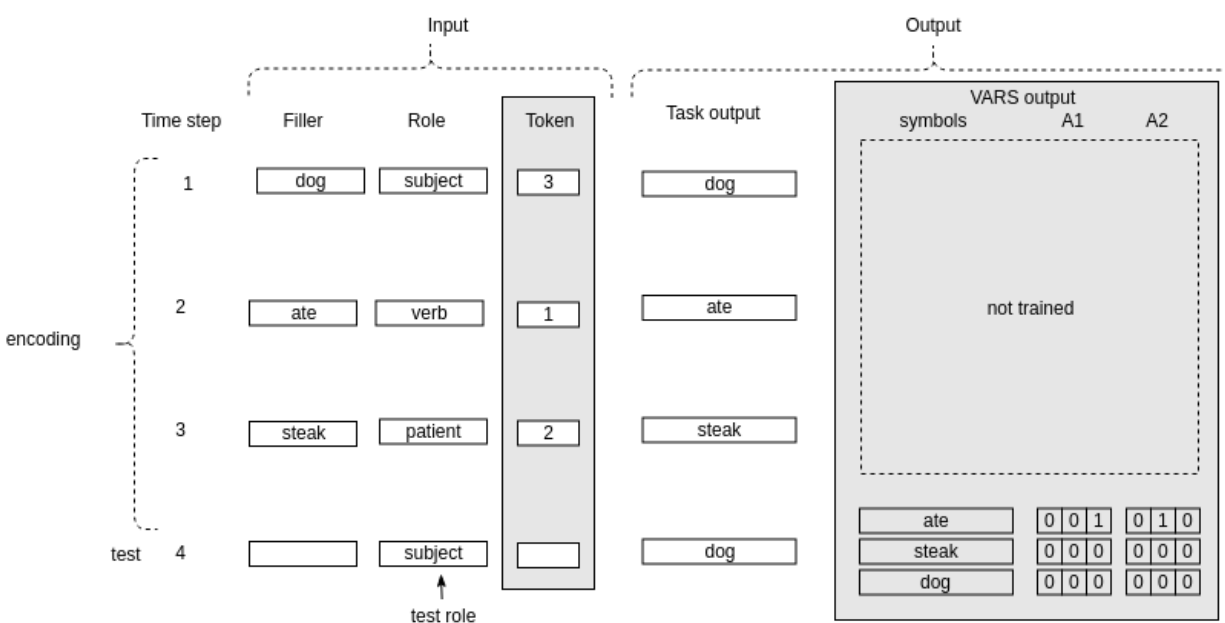 Input
Output
VARS output
Time step Filler Role Token Task output symbols A1 A2
1 dog subject 3 dog
2 ate verb 1 ate not trained
encoding
3 steak patient 2 steak
ate 0 0 1 0 1 0
test 4 subject dog steak 0 0 0 0 0 0
dog 0 0 0 0 0 0
test role